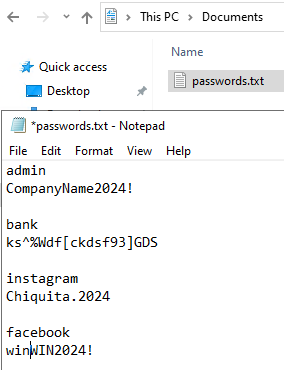 This PC > Documents
Name
Quick access
Desktop
passwords.txt
*passwords.txt - Notepad
File Edit Format View Help
admin
CompanyName2024!
bank
ks^%Wdf[ckdsf93]GDS
instagram
Chiquita.2024
facebook
winWIN2024!